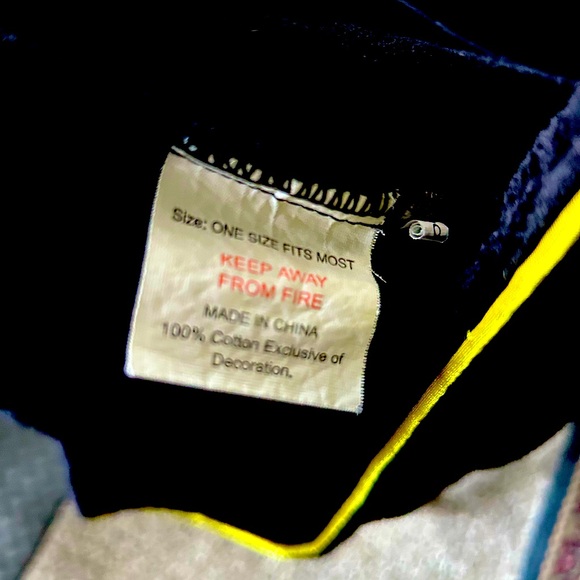 Size: ONE SIZE FITS MOST
KEEP AWAY
FROM FIRE
MADE IN CHINA
100% Cotton Exclusive of
Decoration.